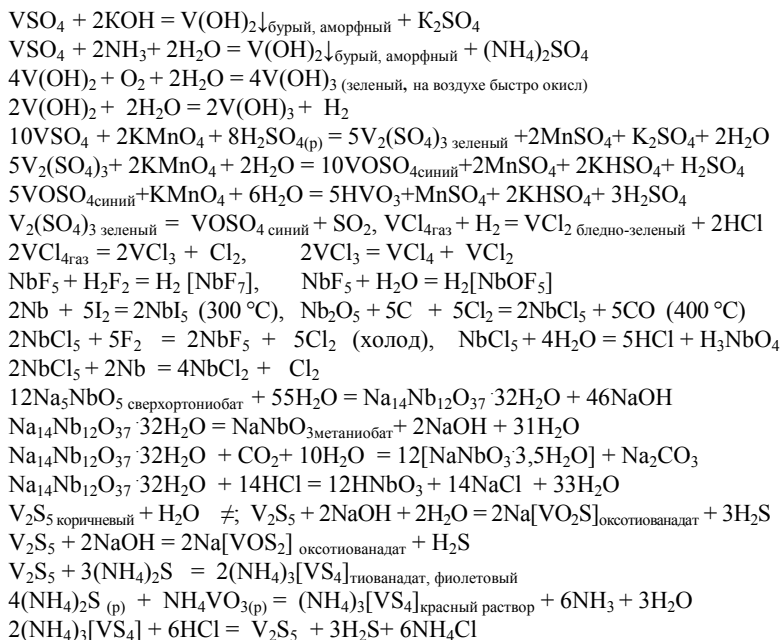 VSO₄ + 2КОН = V(OH)₂↓бурый, аморфный + K₂SO₄
VSO₄ + 2NH₃+ 2H₂O = V(OH)₂↓бурый, аморфный + (NH₄)₂SO₄
4V(OH)₂ + O₂ + 2H₂O = 4V(OH)₃ (зеленый, на воздухе быстро окисл)
2V(OH)₂ + 2H₂O = 2V(OH)₃ + H₂
10VSO₄ + 2KMnO₄ + 8H₂SO₄(р) = 5V₂(SO₄)₃ зеленый +2MnSO₄+ K₂SO₄+ 2H₂O
5V₂(SO₄)₃+ 2KMnO₄ + 2H₂O = 10VOSO₄синий+2MnSO₄+ 2KHSO₄+ H₂SO₄
5VOSO₄синий+KMnO₄ + 6H₂O = 5HVO₃+MnSO₄+ 2KHSO₄+ 3H₂SO₄
V₂(SO₄)₃ зеленый = VOSO₄ синий + SO₂, VCl₄газ + H₂ = VCl₂ бледно-зеленый + 2HCl
2VCl₄газ = 2VCl₃ + Cl₂, 2VCl₃ = VCl₄ + VCl₂
NbF₅ + H₂F₂ = H₂ [NbF₇], NbF₅ + H₂O = H₂[NbOF₅]
2Nb + 5I₂ = 2NbI₅ (300 °C), Nb₂O₅ + 5C + 5Cl₂ = 2NbCl₅ + 5CO (400 °C)
2NbCl₅ + 5F₂ = 2NbF₅ + 5Cl₂ (холод), NbCl₅ + 4H₂O = 5HCl + H₃NbO₄
2NbCl₅ + 2Nb = 4NbCl₂ + Cl₂
12Na₅NbO₅ сверхортониобат + 55H₂O = Na₁₄Nb₁₂O₃₇·32H₂O + 46NaOH
Na₁₄Nb₁₂O₃₇·32H₂O = NaNbO₃метаниобат+ 2NaOH + 31H₂O
Na₁₄Nb₁₂O₃₇·32H₂O + CO₂+ 10H₂O = 12[NaNbO₃·3,5H₂O] + Na₂CO₃
Na₁₄Nb₁₂O₃₇·32H₂O + 14HCl = 12HNbO₃ + 14NaCl + 33H₂O
V₂S₅ коричневый + H₂O ≠; V₂S₅ + 2NaOH + 2H₂O = 2Na[VO₂S]оксотиованадат + 3H₂S
V₂S₅ + 2NaOH = 2Na[VOS₂] оксотиованадат + H₂S
V₂S₅ + 3(NH₄)₂S = 2(NH₄)₃[VS₄]тиованадат, фиолетовый
4(NH₄)₂S (р) + NH₄VO₃(р) = (NH₄)₃[VS₄]красный раствор + 6NH₃ + 3H₂O
2(NH₄)₃[VS₄] + 6HCl = V₂S₅ + 3H₂S+ 6NH₄Cl